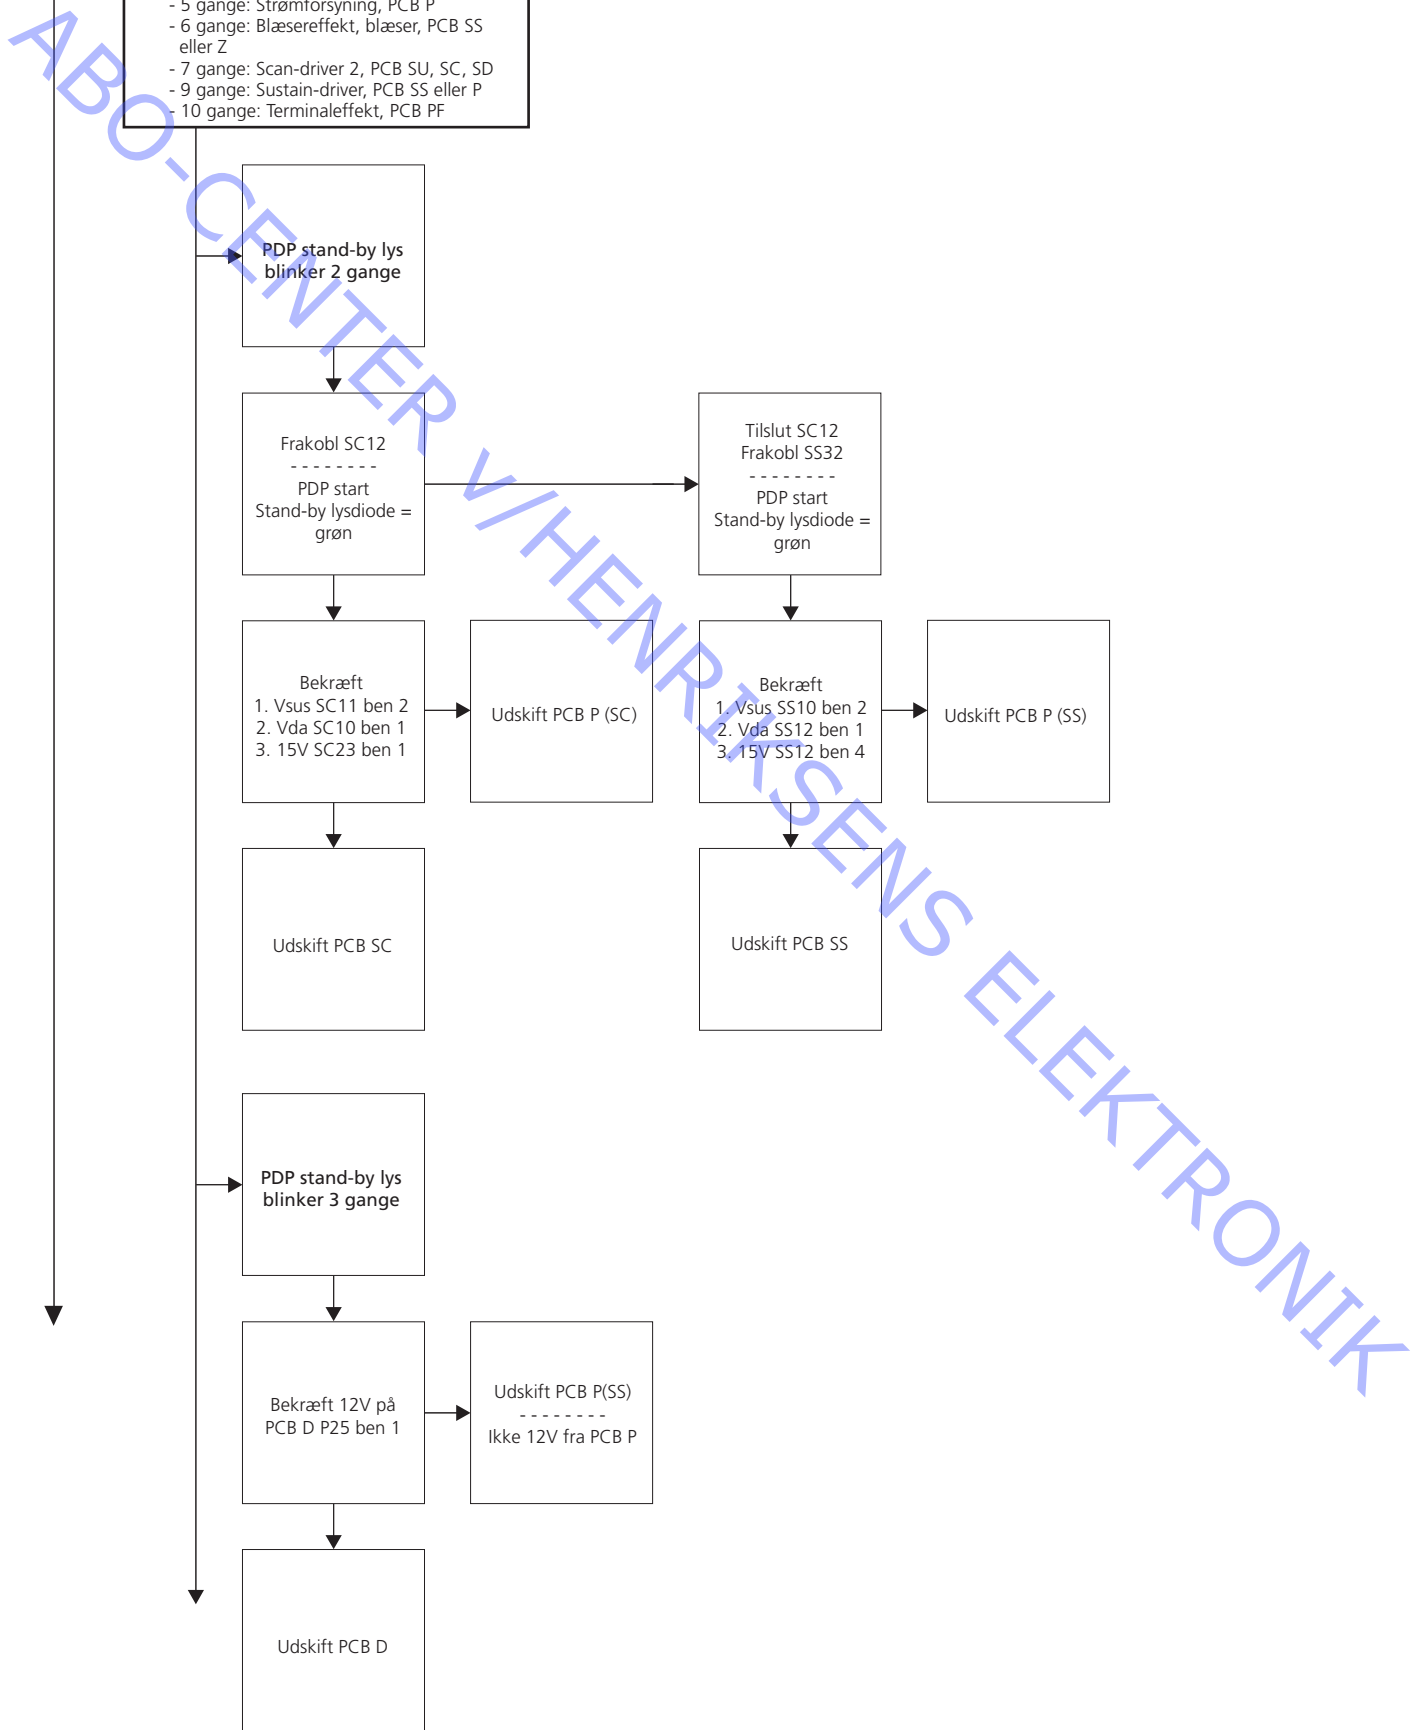 - 5 gange: Strømforsyning, PCB P
- 6 gange: Blæsereffekt, blæser, PCB SS
eller Z
- 7 gange: Scan-driver 2, PCB SU, SC, SD
- 9 gange: Sustain-driver, PCB SS eller P
- 10 gange: Terminaleffekt, PCB PF
PDP stand-by lys
blinker 2 gange
Frakobl SC12
- - - - - - - -
PDP start
Stand-by lysdiode =
grøn
Tilslut SC12
Frakobl SS32
- - - - - - - -
PDP start
Stand-by lysdiode =
grøn
Bekræft
1. Vsus SC11 ben 2
2. Vda SC10 ben 1
3. 15V SC23 ben 1
Udskift PCB P (SC)
Bekræft
1. Vsus SS10 ben 2
2. Vda SS12 ben 1
3. 15V SS12 ben 4
Udskift PCB P (SS)
Udskift PCB SC
Udskift PCB SS
PDP stand-by lys
blinker 3 gange
Bekræft 12V på
PCB D P25 ben 1
Udskift PCB P(SS)
- - - - - - - -
Ikke 12V fra PCB P
Udskift PCB D
ABO-CENTER v/HENRIKSENS ELEKTRONIK